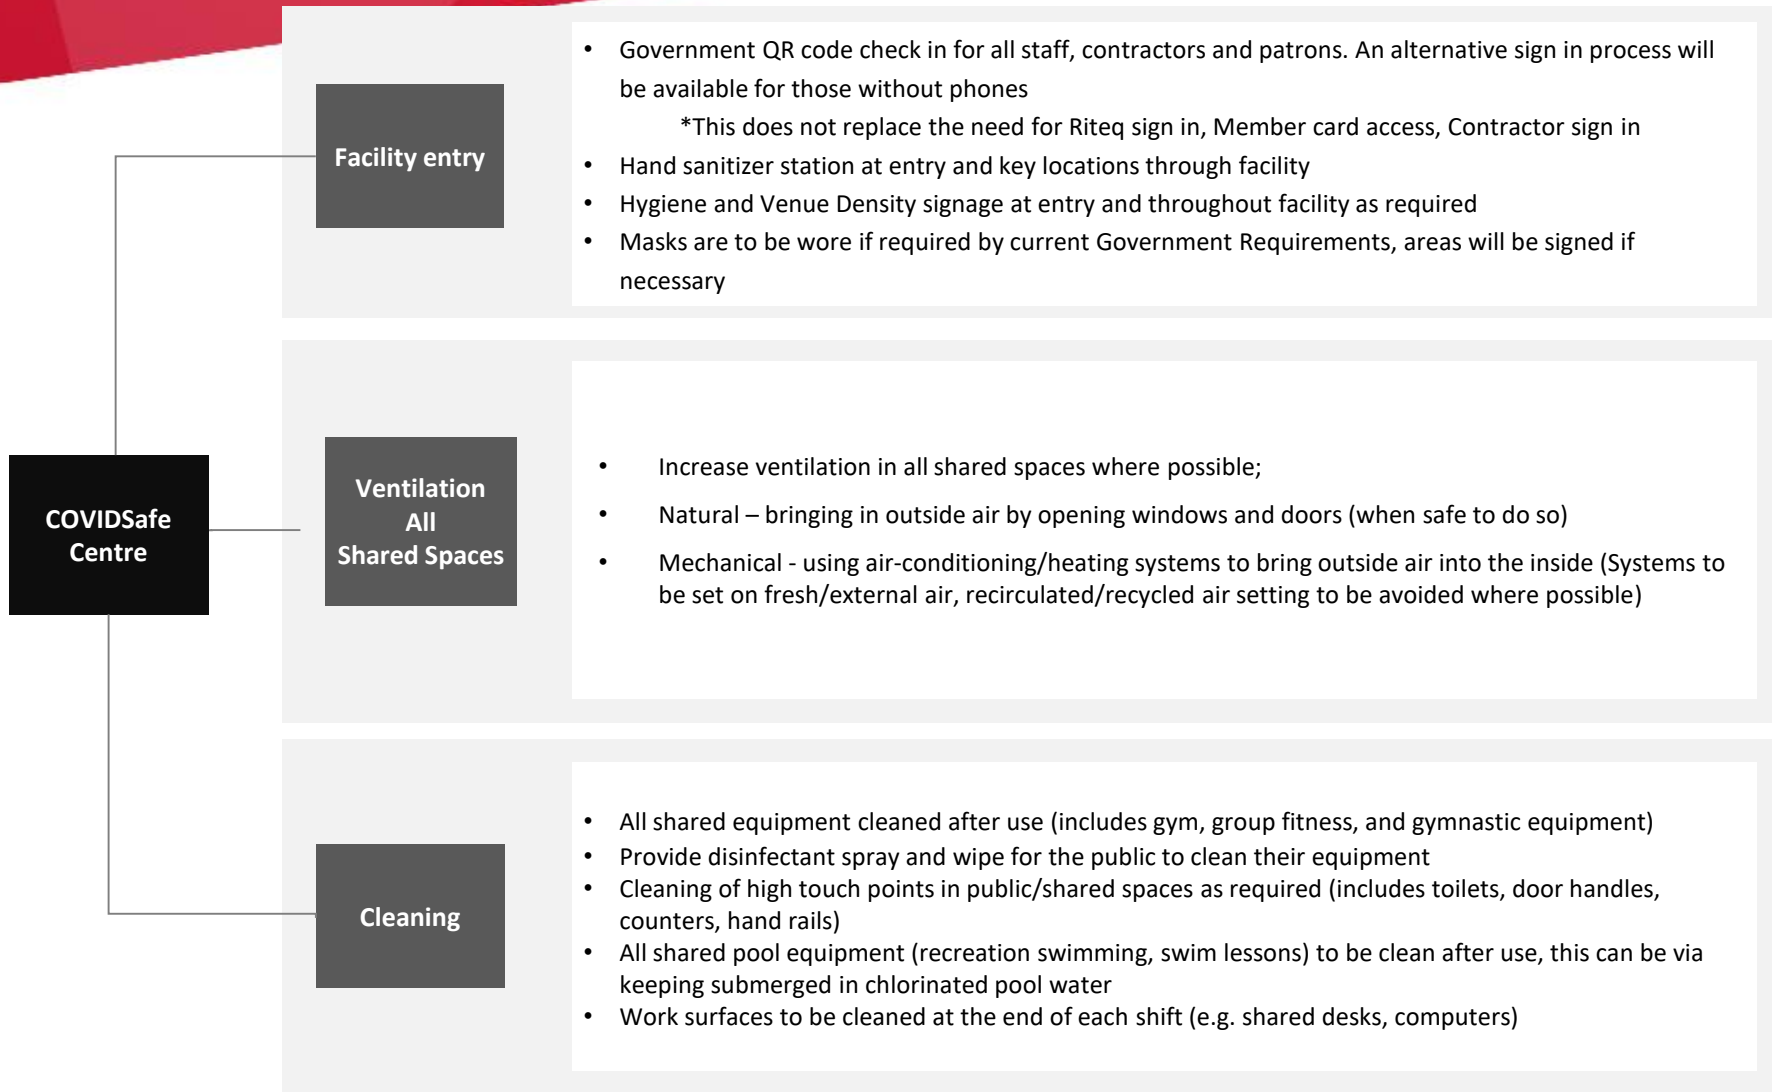 • Government QR code check in for all staff, contractors and patrons. An alternative sign in process will
be available for those without phones
*This does not replace the need for Riteq sign in, Member card access, Contractor sign in
• Hand sanitizer station at entry and key locations through facility
• Hygiene and Venue Density signage at entry and throughout facility as required
• Masks are to be wore if required by current Government Requirements, areas will be signed if
necessary
Facility entry
COVIDSafe
Centre
Ventilation
All
Shared Spaces
• Increase ventilation in all shared spaces where possible;
• Natural – bringing in outside air by opening windows and doors (when safe to do so)
• Mechanical - using air-conditioning/heating systems to bring outside air into the inside (Systems to
be set on fresh/external air, recirculated/recycled air setting to be avoided where possible)
Cleaning
• All shared equipment cleaned after use (includes gym, group fitness, and gymnastic equipment)
• Provide disinfectant spray and wipe for the public to clean their equipment
• Cleaning of high touch points in public/shared spaces as required (includes toilets, door handles,
counters, hand rails)
• All shared pool equipment (recreation swimming, swim lessons) to be clean after use, this can be via
keeping submerged in chlorinated pool water
• Work surfaces to be cleaned at the end of each shift (e.g. shared desks, computers)